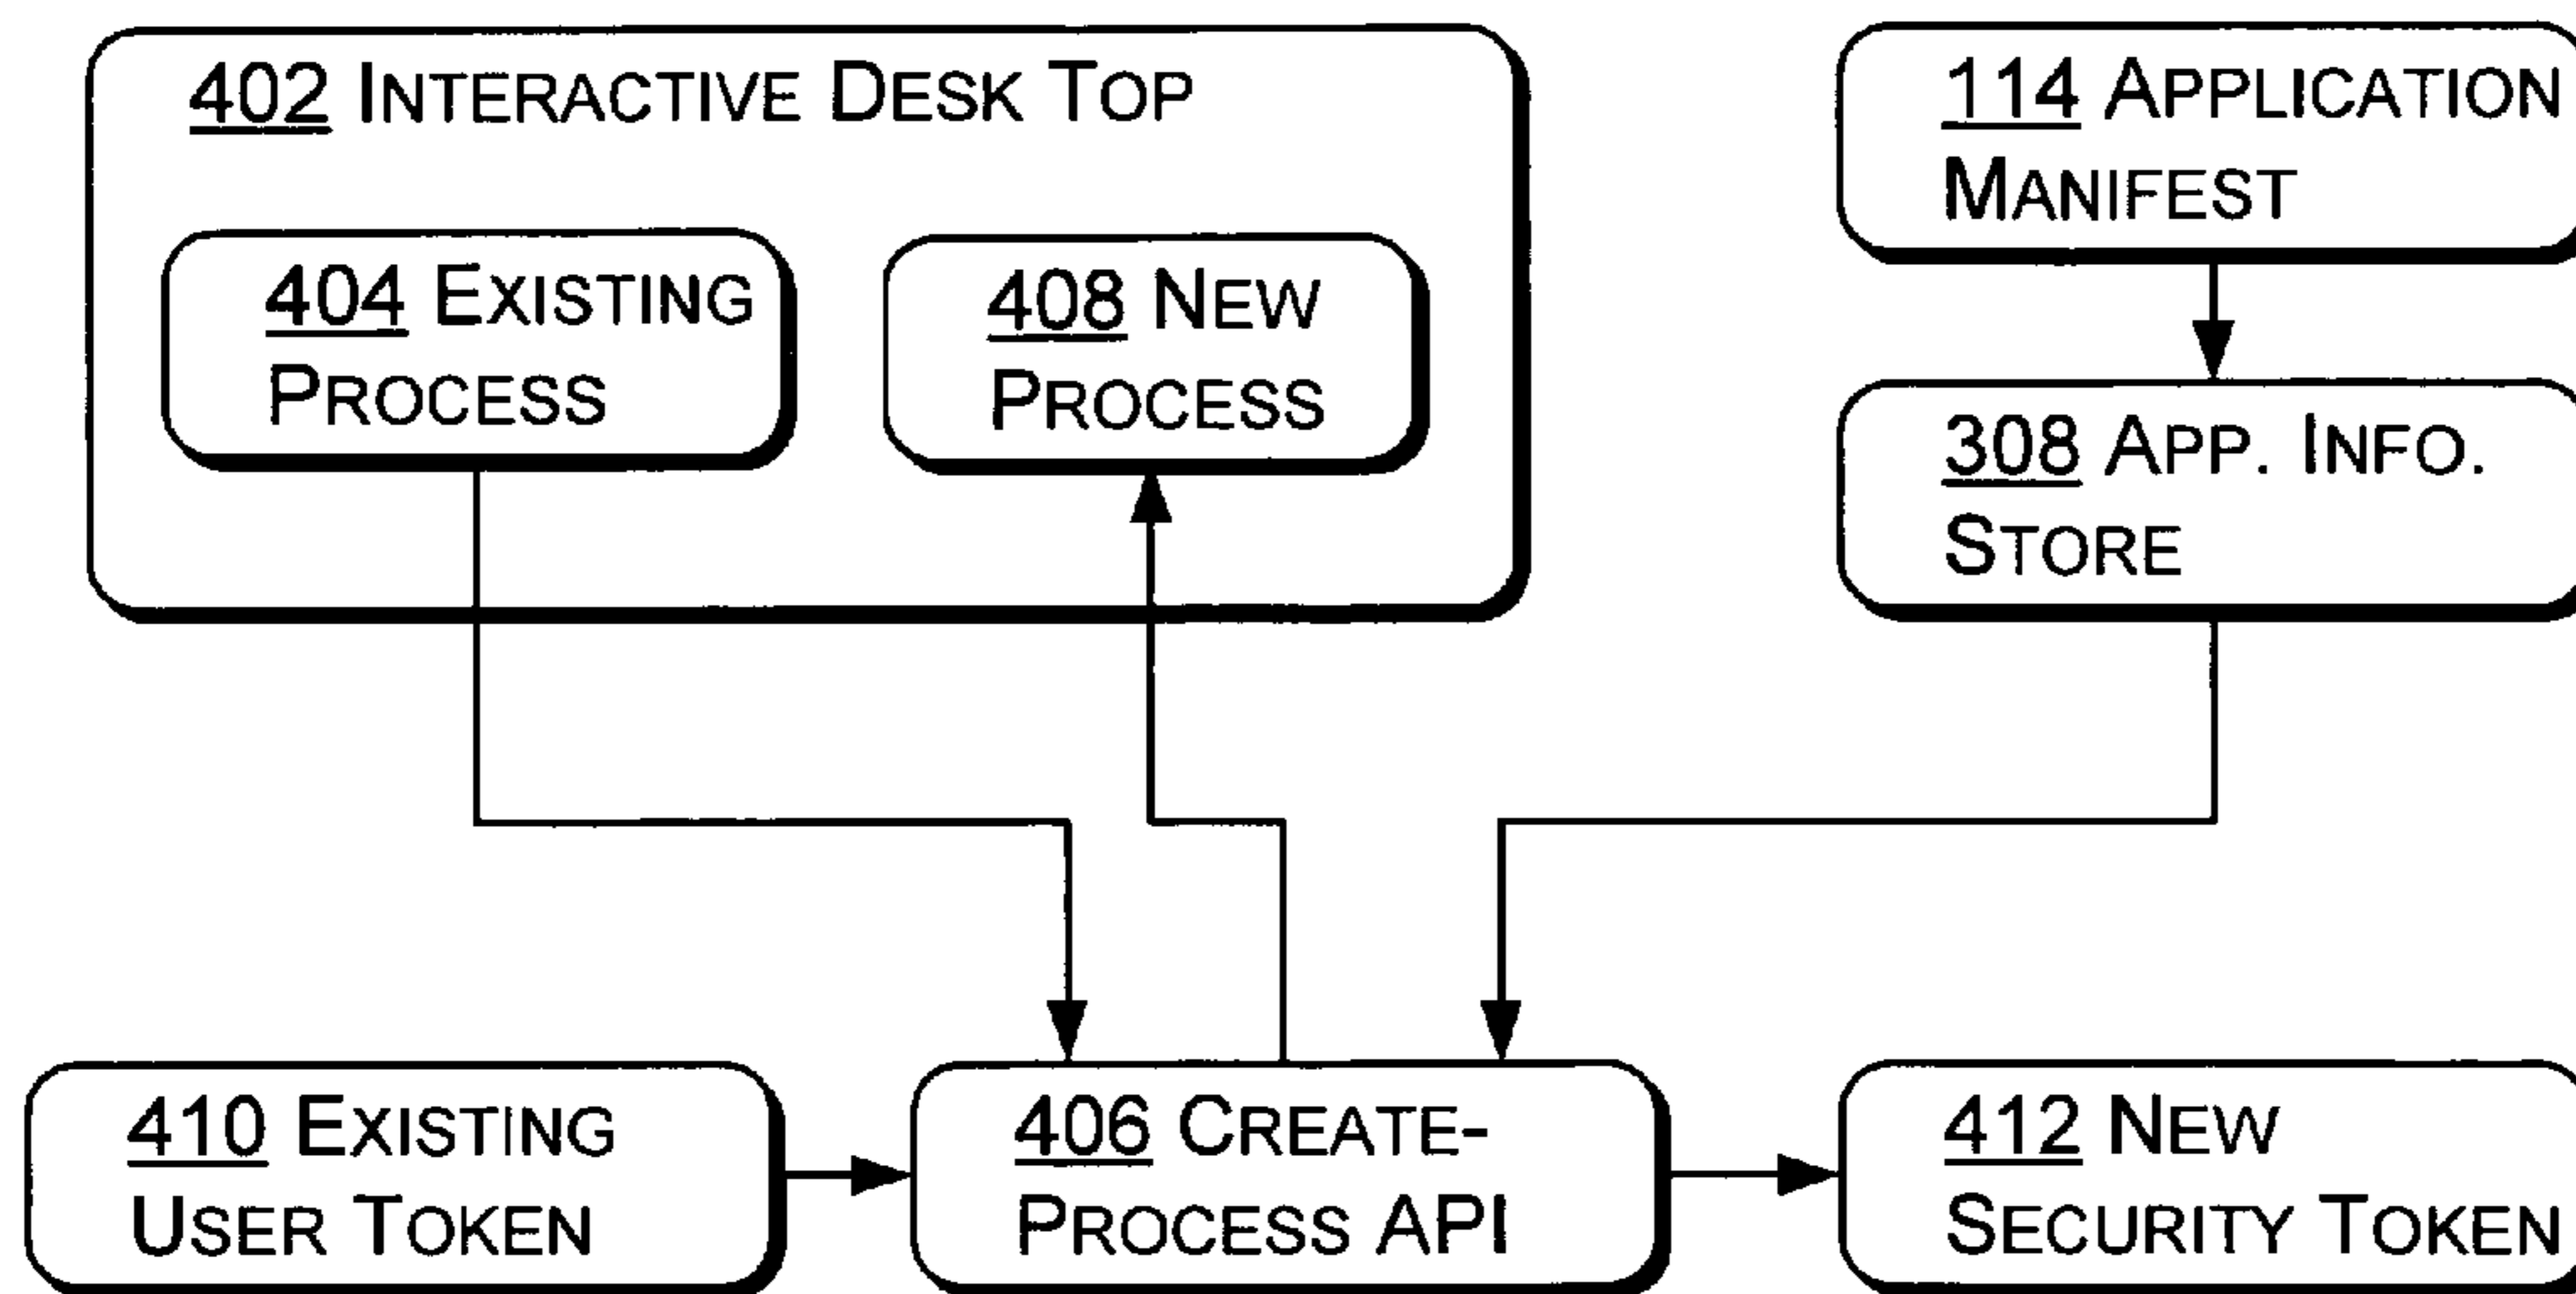 402 INTERACTIVE DESK TOP
404 EXISTING
PROCESS
408 NEW
PROCESS
114 APPLICATION
MANIFEST
308 APP. INFO.
STORE
410 EXISTING
USER TOKEN
406 CREATE-
PROCESS API
412 NEW
SECURITY TOKEN